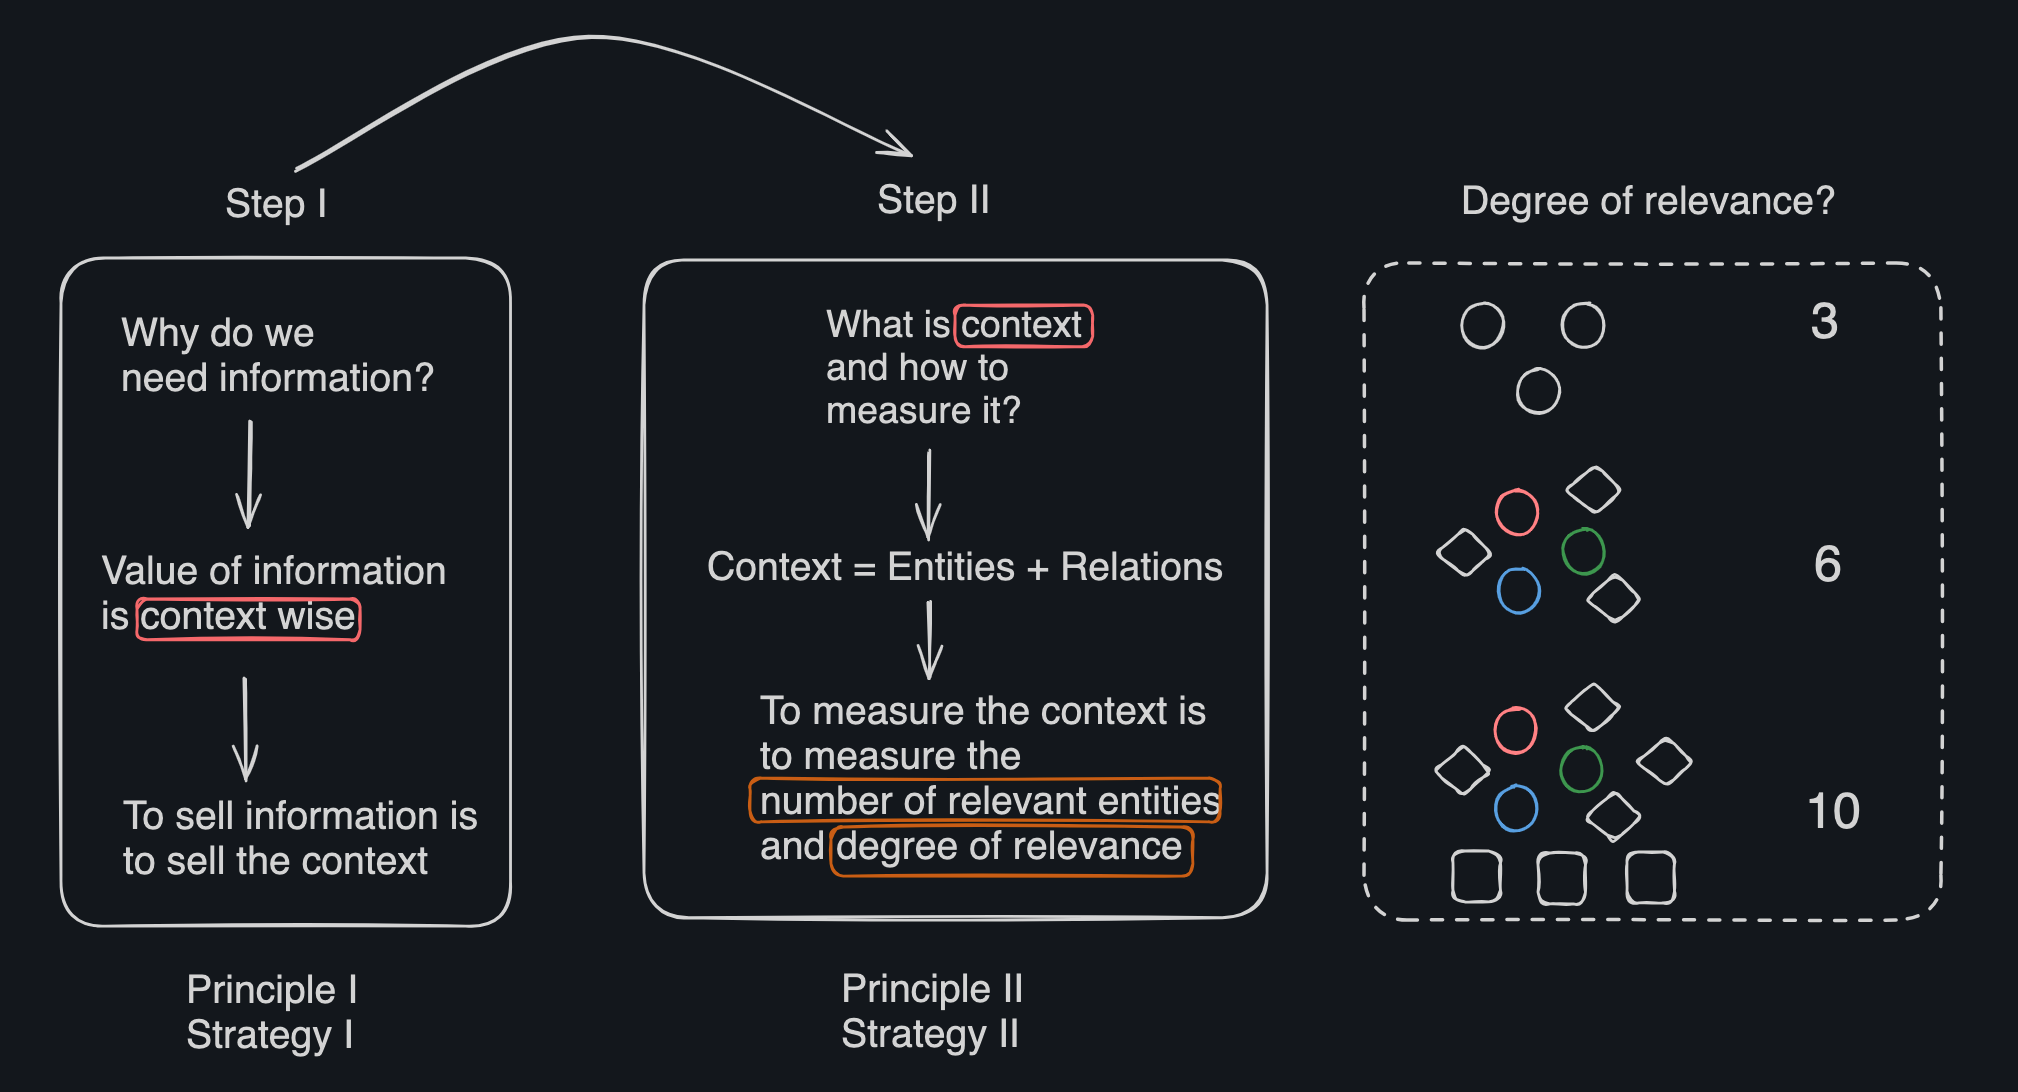 Step I
Why do we
need information?
Value of information
is context wise
To sell information is
to sell the context
Principle I
Strategy I
Step II
What is context
and how to
measure it?
Context = Entities + Relations
To measure the context is
to measure the
number of relevant entities
and degree of relevance
Principle II
Strategy II
Degree of relevance?
3
6
10